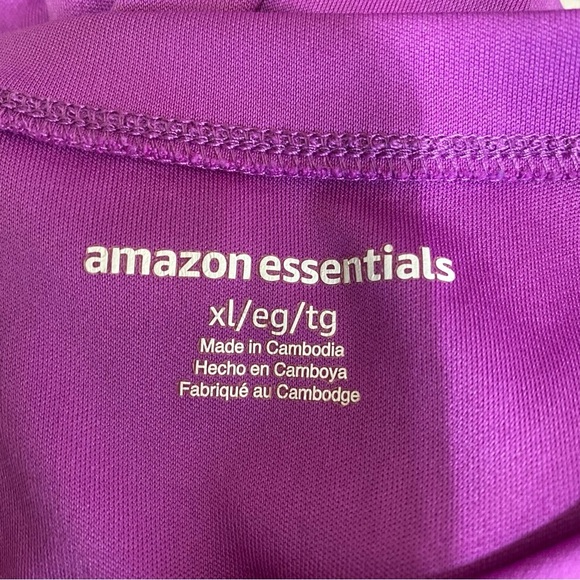 amazon essentials
xl/eg/tg
Made in Cambodia
Hecho en Camboya
Fabriqué au Cambodge